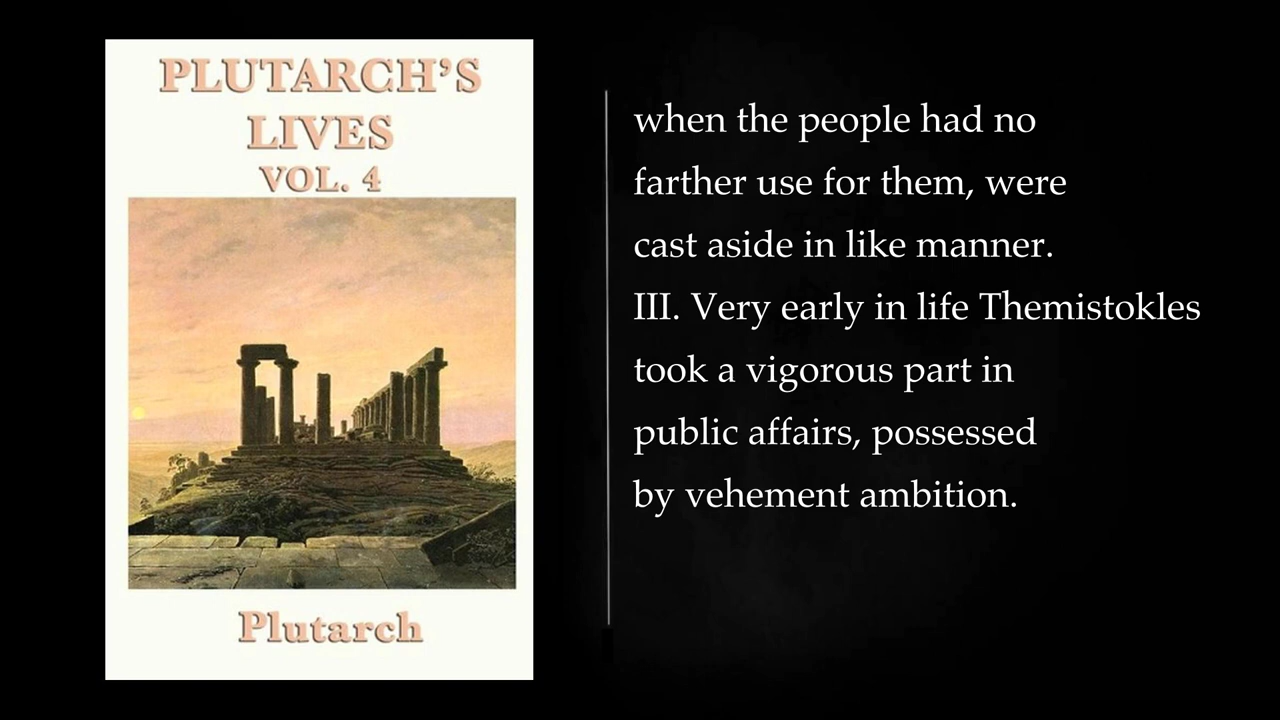 PLUTARCH'S
LIVES
VOL. 4
Plutarch
when the people had no
farther use for them, were
cast aside in like manner.
III. Very early in life Themistokles
took a vigorous part in
public affairs, possessed
by vehement ambition.